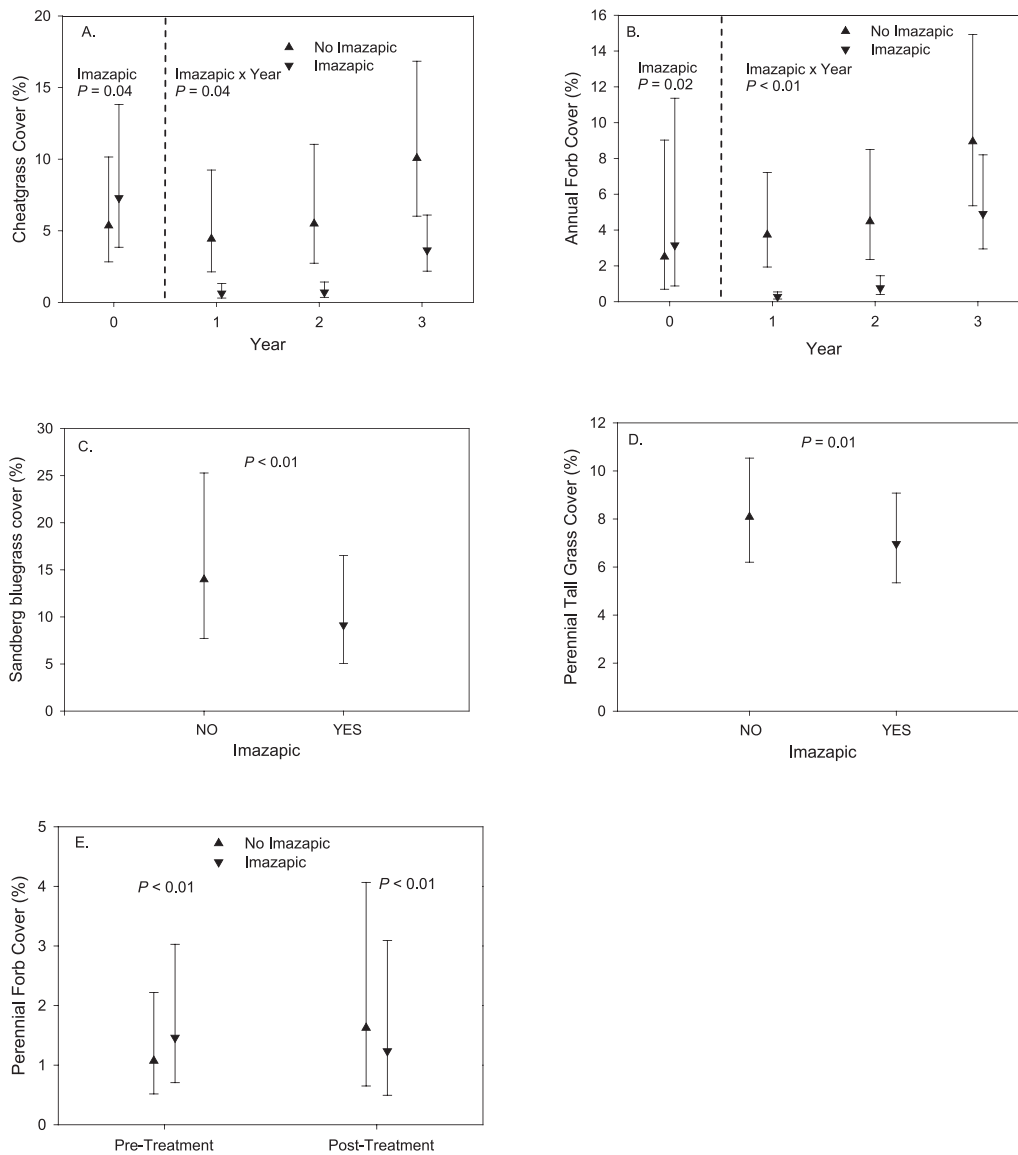 A.
▲ No Imazapic
▼ Imazapic
Imazapic
P = 0.04
Imazapic x Year
P = 0.04
Cheatgrass Cover (%)
20
15
10
5
0
0 1 2 3
Year
B.
▲ No Imazapic
▼ Imazapic
Imazapic
P = 0.02
Imazapic x Year
P < 0.01
Annual Forb Cover (%)
16
14
12
10
8
6
4
2
0
0 1 2 3
Year
C.
P < 0.01
Sandberg bluegrass cover (%)
30
25
20
15
10
5
0
NO YES
Imazapic
D.
P = 0.01
Perennial Tall Grass Cover (%)
12
10
8
6
4
2
0
NO YES
Imazapic
E.
▲ No Imazapic
▼ Imazapic
P < 0.01
P < 0.01
Perennial Forb Cover (%)
5
4
3
2
1
0
Pre-Treatment Post-Treatment